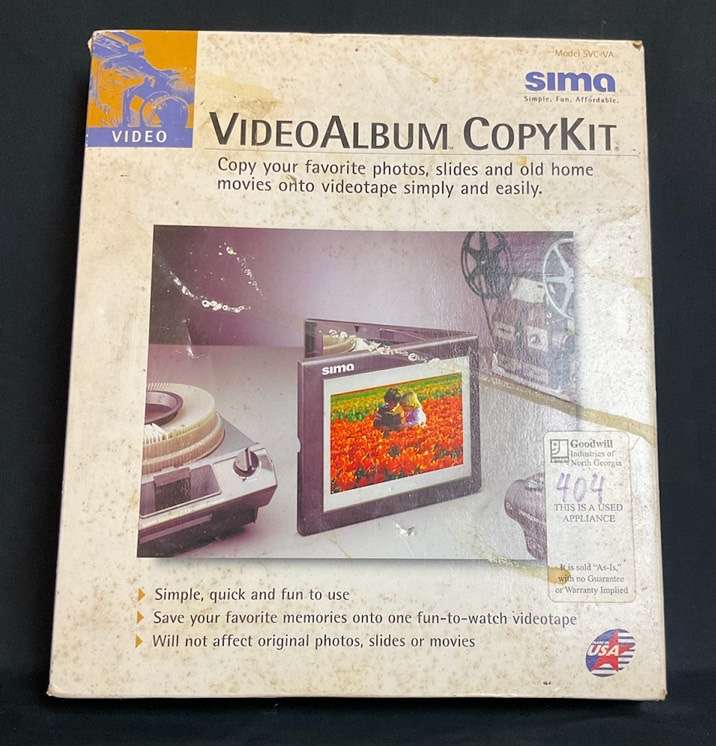 Model SVC-VA
sima
Simple. Fun. Affordable.
VIDEO
VIDEOALBUM™ COPYKIT®
Copy your favorite photos, slides and old home
movies onto videotape simply and easily.
sima
Goodwill
Industries of
North Georgia
404
THIS IS A USED
APPLIANCE
It is sold "As-Is,"
with no Guarantee
or Warranty Implied
Simple, quick and fun to use
Save your favorite memories onto one fun-to-watch videotape
Will not affect original photos, slides or movies
MADE IN
USA